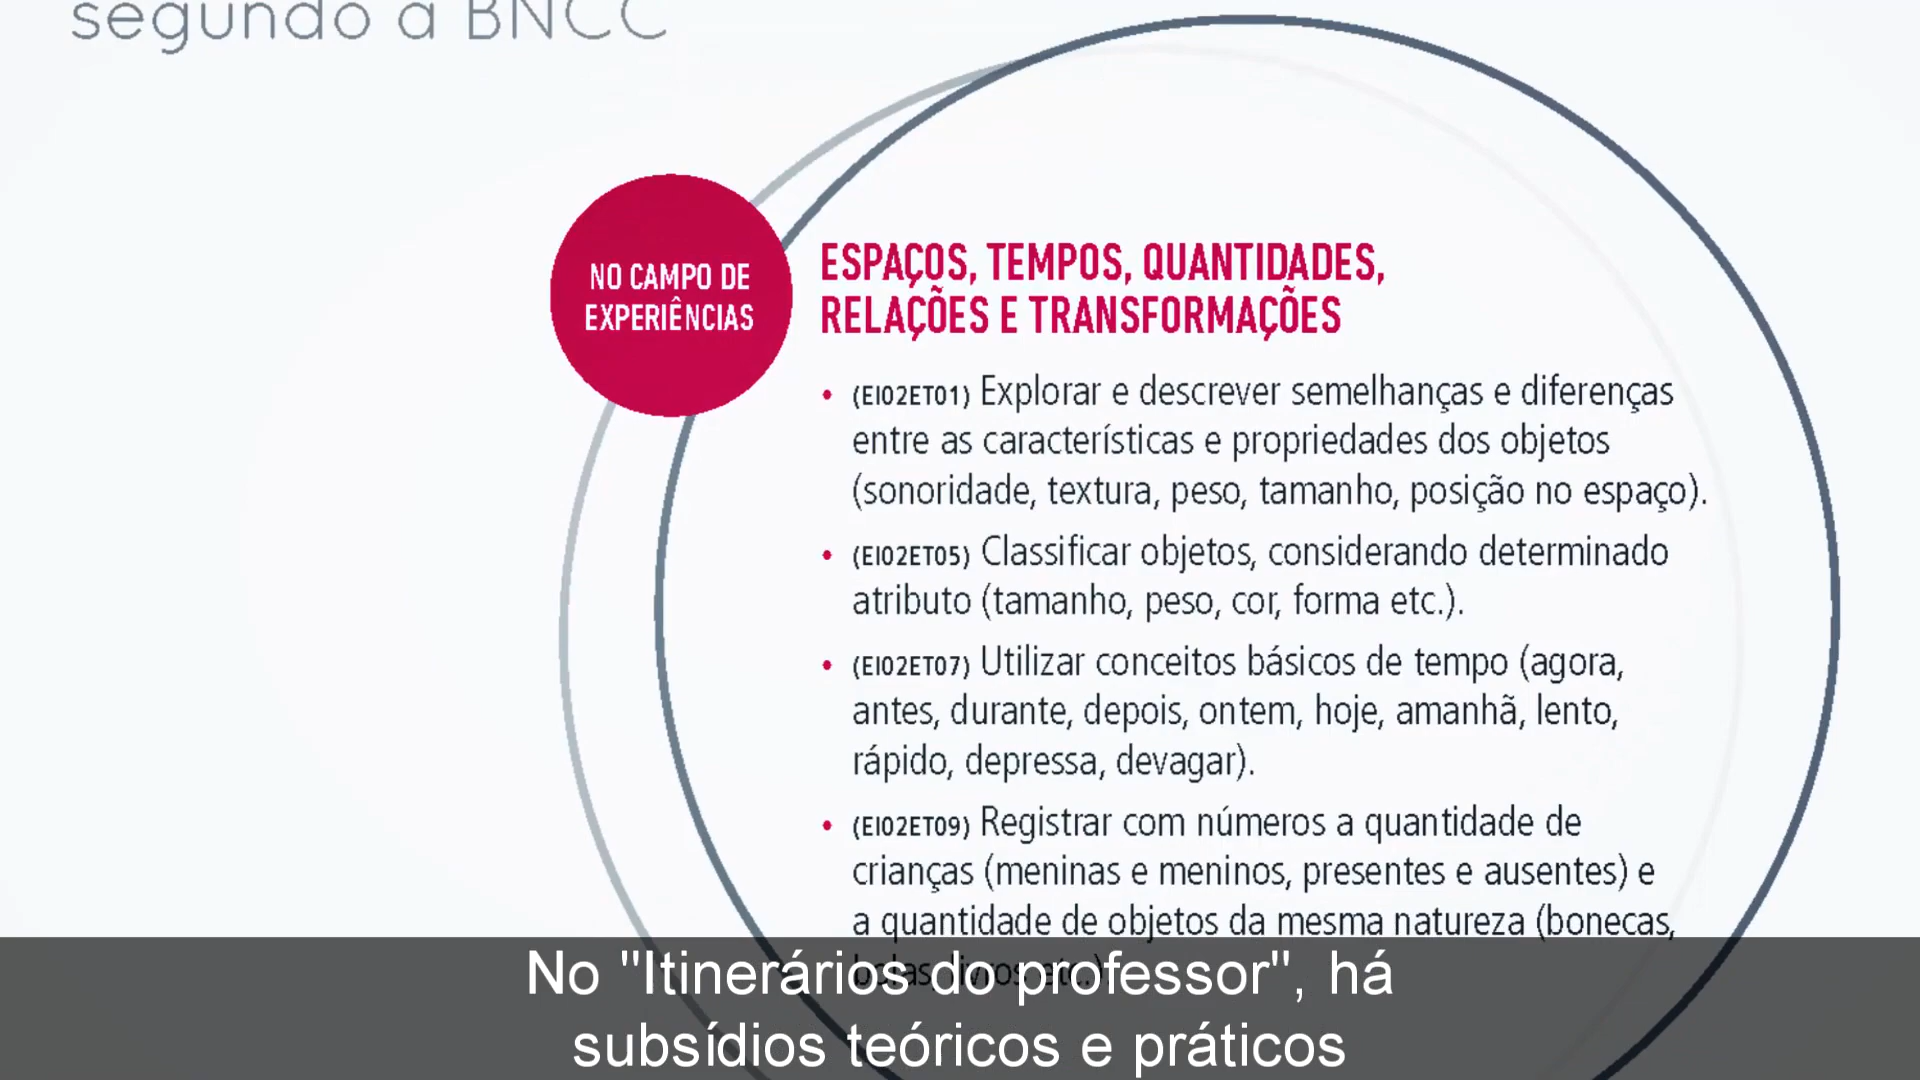 segundo a BNCC
NO CAMPO DE
EXPERIÊNCIAS
ESPAÇOS, TEMPOS, QUANTIDADES,
RELAÇÕES E TRANSFORMAÇÕES
• (EI02ET01) Explorar e descrever semelhanças e diferenças
entre as características e propriedades dos objetos
(sonoridade, textura, peso, tamanho, posição no espaço).
• (EI02ET05) Classificar objetos, considerando determinado
atributo (tamanho, peso, cor, forma etc.).
• (EI02ET07) Utilizar conceitos básicos de tempo (agora,
antes, durante, depois, ontem, hoje, amanhã, lento,
rápido, depressa, devagar).
• (EI02ET09) Registrar com números a quantidade de
crianças (meninas e meninos, presentes e ausentes) e
a quantidade de objetos da mesma natureza (bonecas,
No "Itinerários do professor", há
subsídios teóricos e práticos